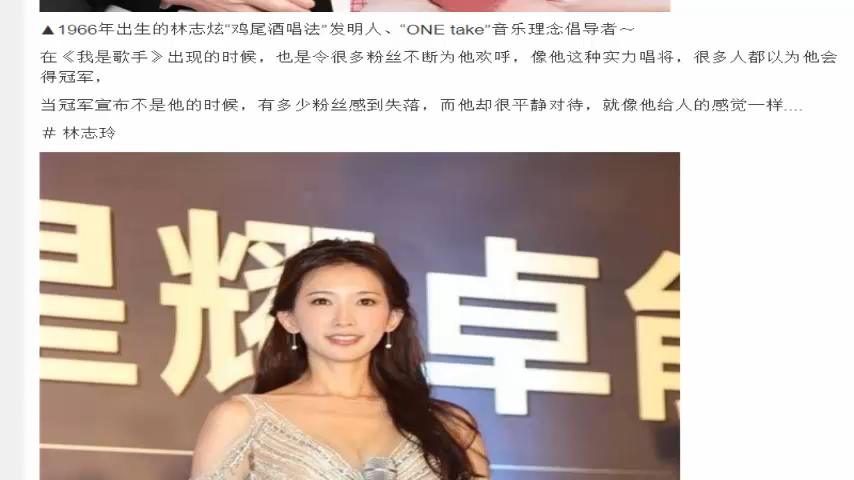 ▲1966年出生的林志炫“鸡尾酒唱法”发明人、“ONE take”音乐理念倡导者～
在《我是歌手》出现的时候，也是令很多粉丝不断为他欢呼，像他这种实力唱将，很多人都以为他会
得冠军，
当冠军宣布不是他的时候，有多少粉丝感到失落，而他却很平静对待，就像他给人的感觉一样....
# 林志玲
星耀 卓能